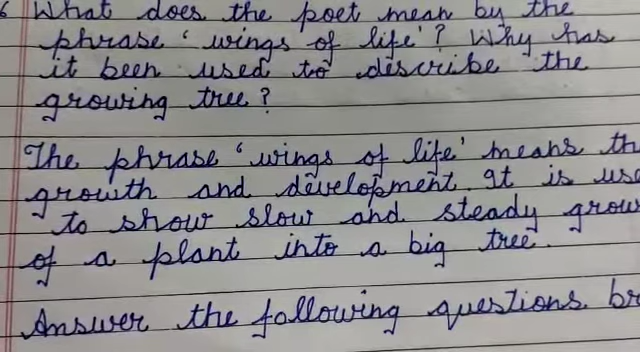 6 What does the poet mean by the
phrase 'wings of life'? Why has
it been used to describe the
growing tree?
The phrase 'wings of life' means th
growth and development. It is use
to show slow and steady grow
of a plant into a big tree.
Answer the following questions br